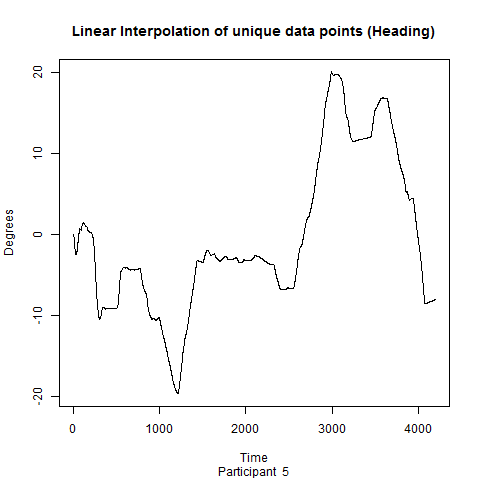 Linear Interpolation of unique data points (Heading)
20
10
0
-10
-20
Degrees
0 1000 2000 3000 4000
Time
Participant 5